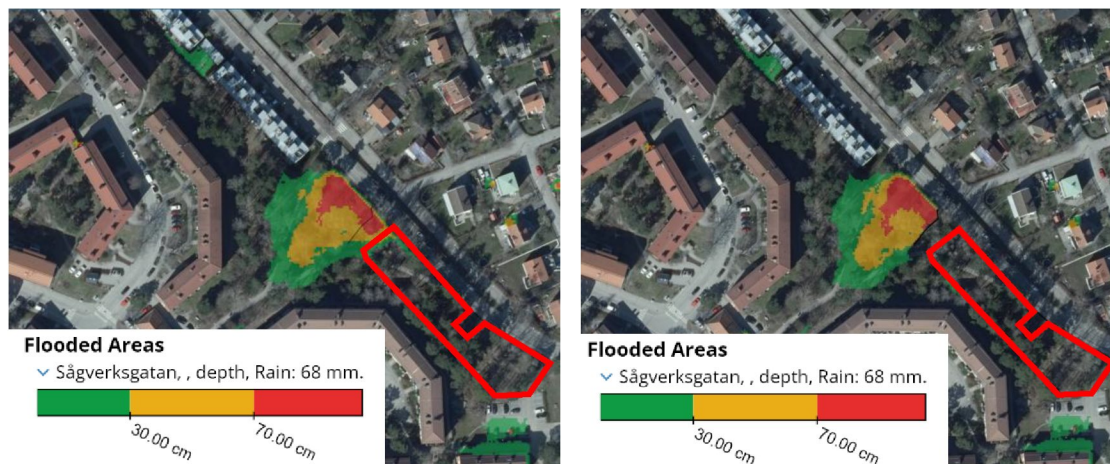 Flooded Areas
Sågverksgatan, , depth, Rain: 68 mm.
30.00 cm
70.00 cm
Flooded Areas
Sågverksgatan, , depth, Rain: 68 mm.
30.00 cm
70.00 cm